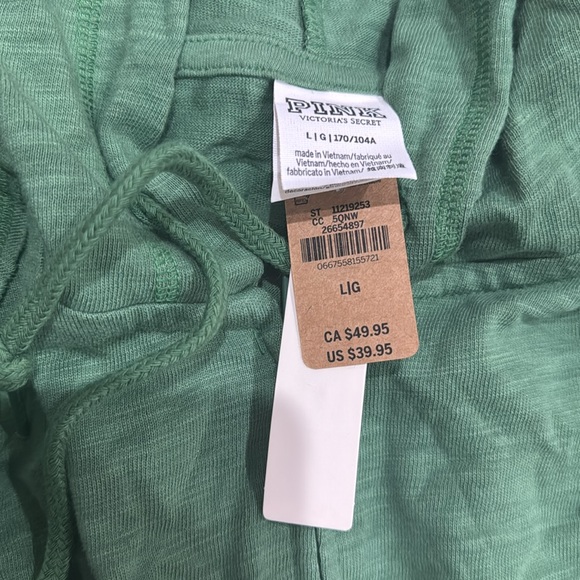 PINK
VICTORIA'S SECRET
L|G|170/104A
made in Vietnam/fabriqué au
Vietnam/hecho en Vietnam/
fabbricato in Vietnam/
ST 11219253
CC 5QNW
26654897
0667558155721
L|G
CA $49.95
US $39.95